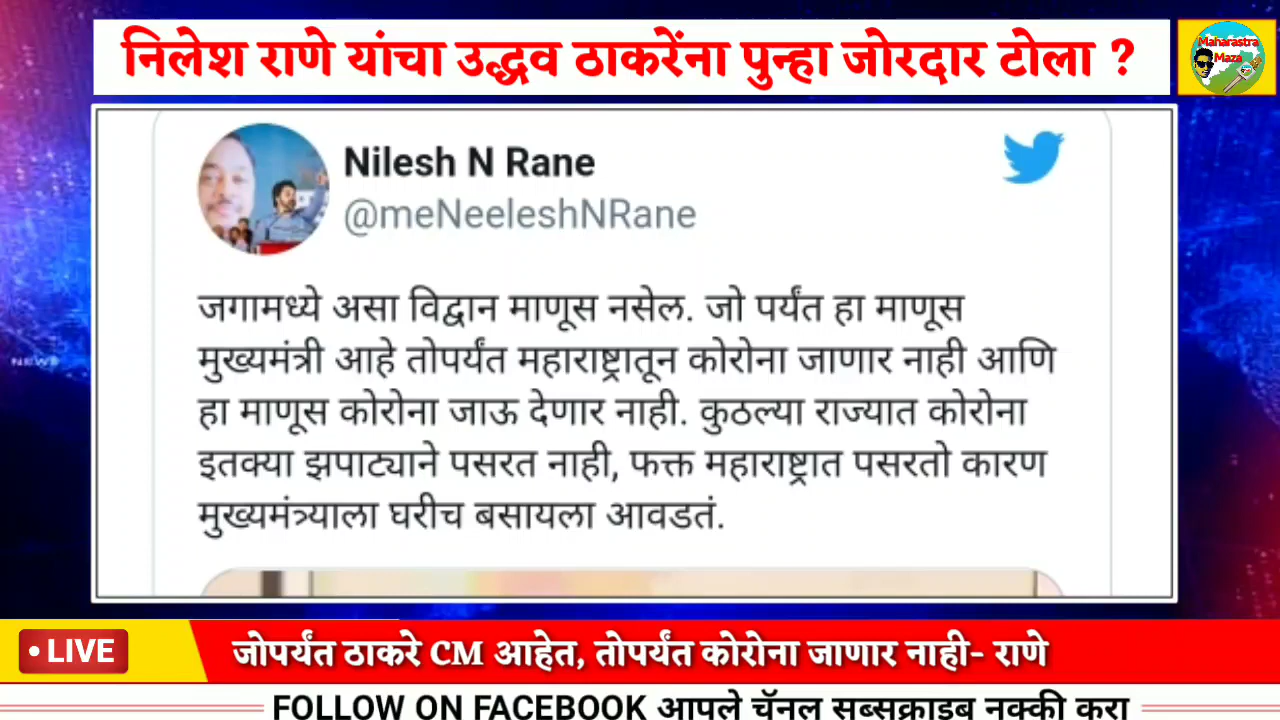 निलेश राणे यांचा उद्धव ठाकरेंना पुन्हा जोरदार टोला ?
Maharastra
Maza
Nilesh N Rane
@meNeeleshNRane
जगामध्ये असा विद्वान माणूस नसेल. जो पर्यंत हा माणूस
मुख्यमंत्री आहे तोपर्यंत महाराष्ट्रातून कोरोना जाणार नाही आणि
हा माणूस कोरोना जाऊ देणार नाही. कुठल्या राज्यात कोरोना
इतक्या झपाट्याने पसरत नाही, फक्त महाराष्ट्रात पसरतो कारण
मुख्यमंत्र्याला घरीच बसायला आवडतं.
NEWS
• LIVE
जोपर्यंत ठाकरे CM आहेत, तोपर्यंत कोरोना जाणार नाही- राणे
FOLLOW ON FACEBOOK आपले चॅनल सब्सक्राइब नक्की करा